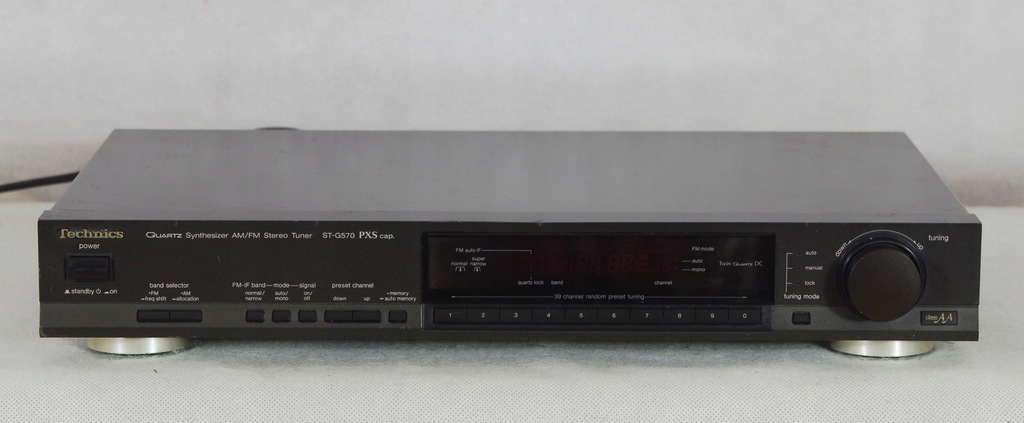 Technics
QUARTZ Synthesizer AM/FM Stereo Tuner ST-G570 PXS cap.
power
standby on
band selector
FM AM
freq shift allocation
FM-IF band mode signal
normal/narrow auto/mono on/off
preset channel
down up
memory
auto memory
FM auto IF
normal super narrow
quartz lock band channel
FM mode
auto
mono
Twin QUARTZ IX
39 channel random preset tuning
1 2 3 4 5 6 7 8 9 0
auto
manual
lock
tuning mode
down up
tuning
class AA